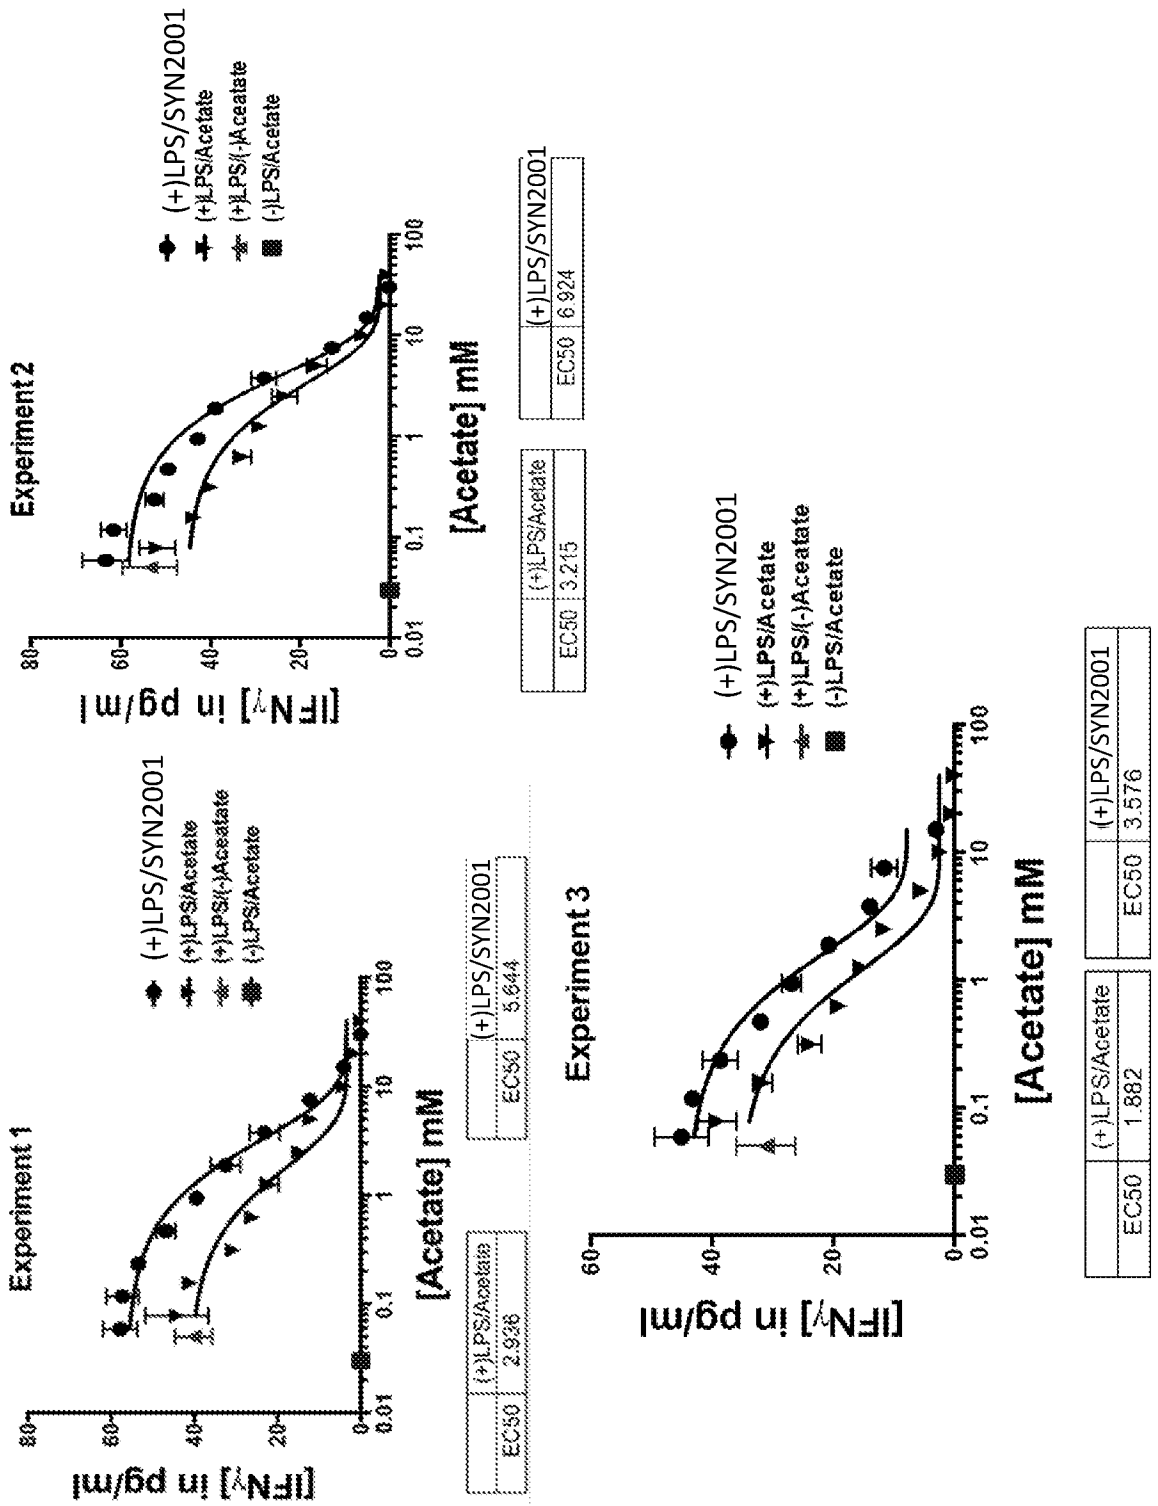 Experiment 1
[IFNγ] in pg/ml
80
60
40
20
0
0.01
0.1
1
10
100
[Acetate] mM
(+)LPS/SYN2001
(+)LPS/Acetate
(+)LPS/(-)Aceatate
(-)LPS/Acetate
(+)LPS/Acetate
EC50 2.926
(+)LPS/SYN2001
EC50 5.644
Experiment 2
[IFNγ] in pg/ml
80
60
40
20
0
0.01
0.1
1
10
100
[Acetate] mM
(+)LPS/SYN2001
(+)LPS/Acetate
(+)LPS/(-)Aceatate
(-)LPS/Acetate
(+)LPS/Acetate
EC50 3.215
(+)LPS/SYN2001
EC50 6.924
Experiment 3
[IFNγ] in pg/ml
60
40
20
0
0.01
0.1
1
10
100
[Acetate] mM
(+)LPS/SYN2001
(+)LPS/Acetate
(+)LPS/(-)Aceatate
(-)LPS/Acetate
(+)LPS/Acetate
EC50 1.882
(+)LPS/SYN2001
EC50 3.576